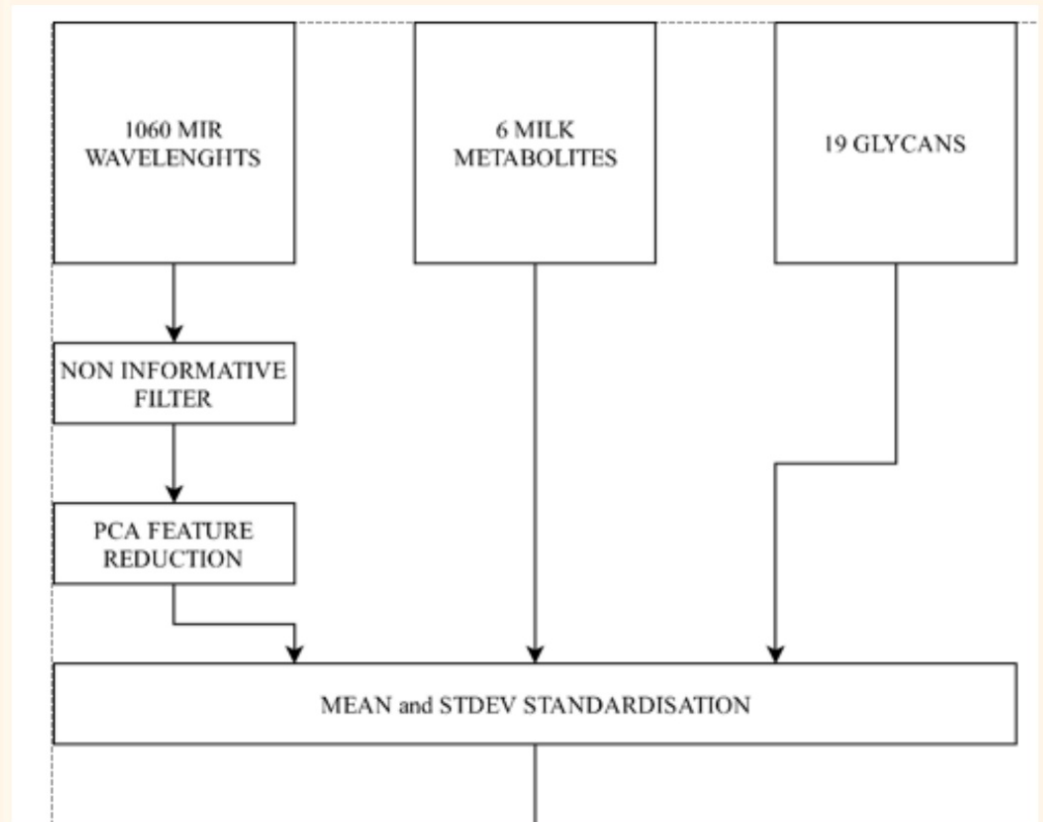 1060 MIR
WAVELENGHTS
6 MILK
METABOLITES
19 GLYCANS
NON INFORMATIVE
FILTER
PCA FEATURE
REDUCTION
MEAN and STDEV STANDARDISATION